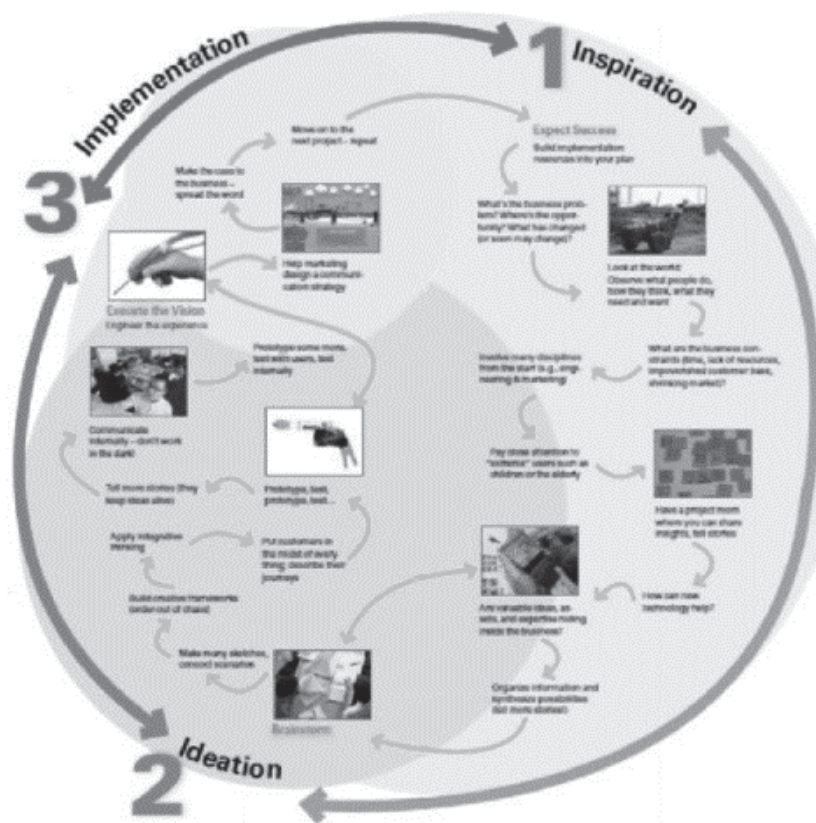 1
Inspiration
Expect Success
Build implementation
resources into your plan
What's the business prob-
lem? Where's the oppor-
tunity? What has changed
(or soon may change)?
Look at the world:
Observe what people do,
how they think, what they
need and want
What are the business con-
straints (time, lack of resources,
impoverished customer base,
shrinking market)?
Involve many disciplines
from the start (e.g., engi-
neering & marketing)
Pay close attention to
"extreme" users such as
children or the elderly
Have a project room
where you can share
insights, tell stories
How can new
technology help?
Are valuable ideas, as-
sets, and expertise hiding
inside the business?
Organize information and
synthesize possibilities
(tell more stories!)
2
Ideation
Brainstorm
Make many sketches,
concoct scenarios
Build creative frameworks
(order out of chaos)
Apply integrative
thinking
Put customers in
the midst of every
thing; describe their
journeys
Prototype, test,
prototype, test...
Tell more stories (they
keep ideas alive)
Communicate
internally – don't work
in the dark!
Prototype some more,
test with users, test
internally
3
Implementation
Execute the Vision
Engineer the experience
Help marketing
design a communi-
cation strategy
Make the case to
the business –
spread the word
Move on to the
next project – repeat